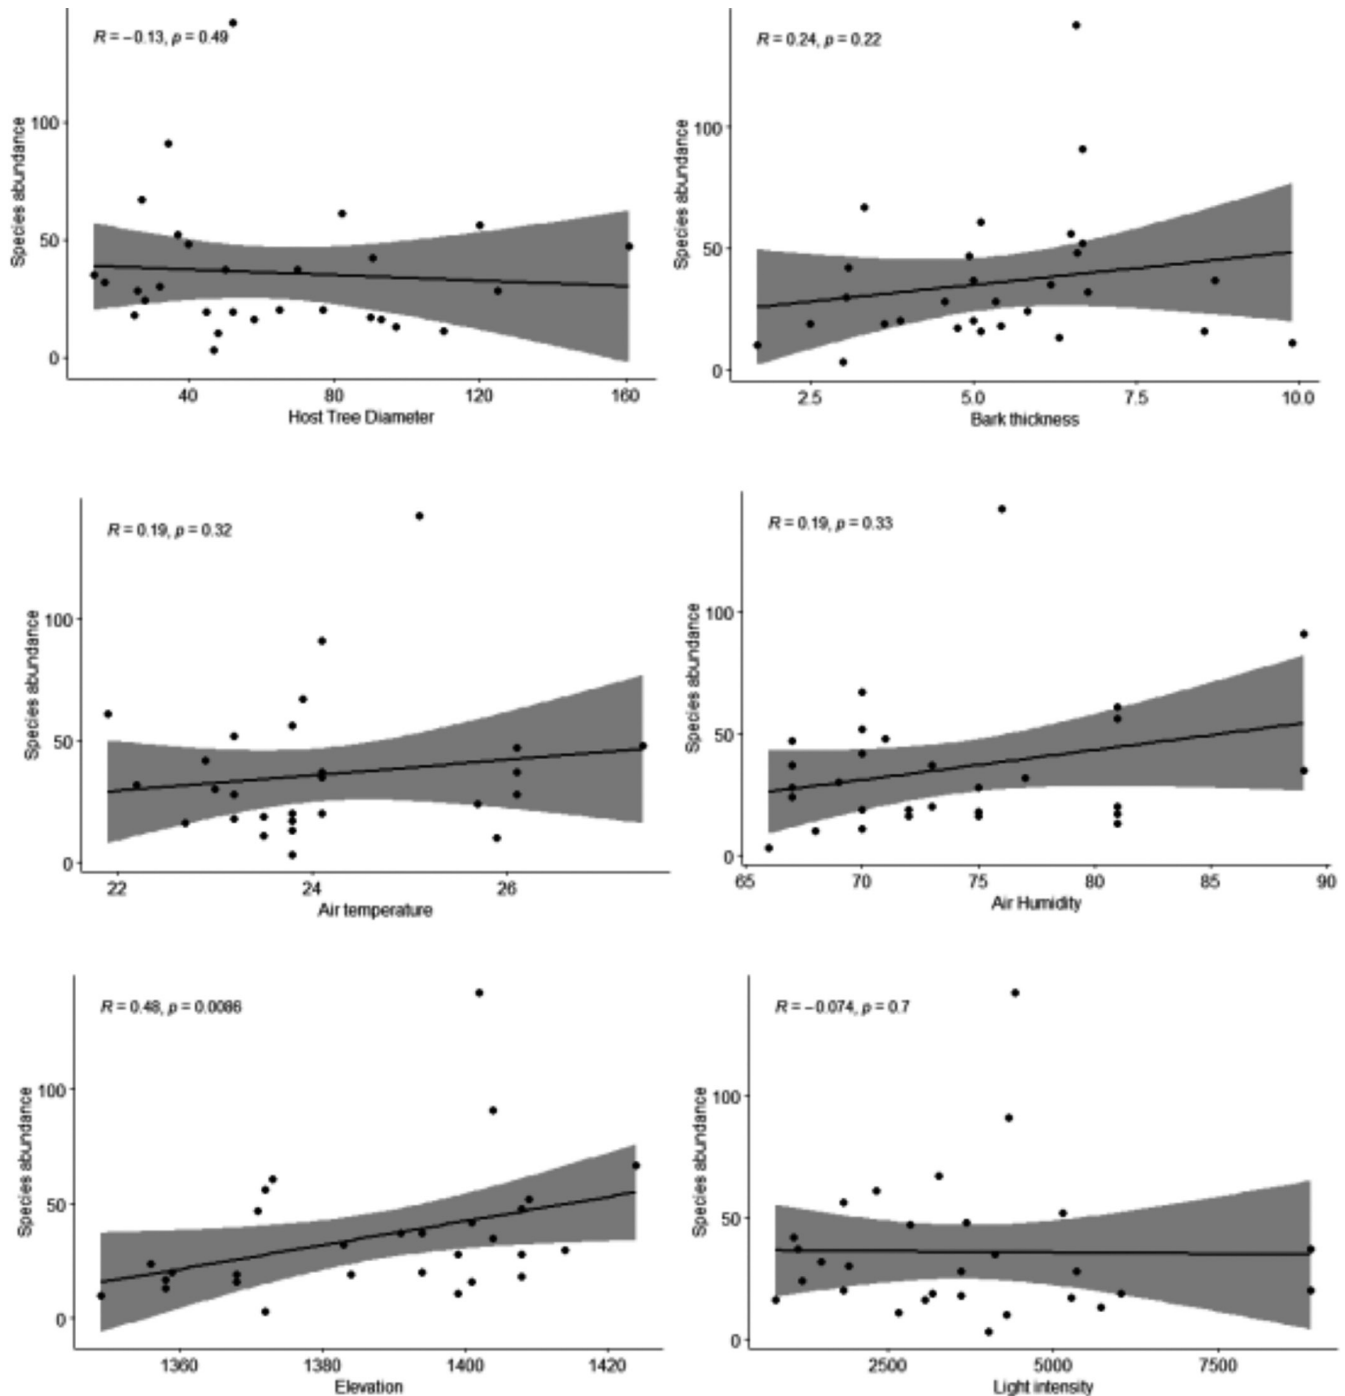 R = −0.13, p = 0.49
Species abundance
100
50
0
40 80 120 160
Host Tree Diameter
R = 0.24, p = 0.22
Species abundance
100
50
0
2.5 5.0 7.5 10.0
Bark thickness
R = 0.19, p = 0.32
Species abundance
100
50
0
22 24 26
Air temperature
R = 0.19, p = 0.33
Species abundance
100
50
0
65 70 75 80 85 90
Air Humidity
R = 0.48, p = 0.0086
Species abundance
100
50
0
1360 1380 1400 1420
Elevation
R = −0.074, p = 0.7
Species abundance
100
50
0
2500 5000 7500
Light intensity